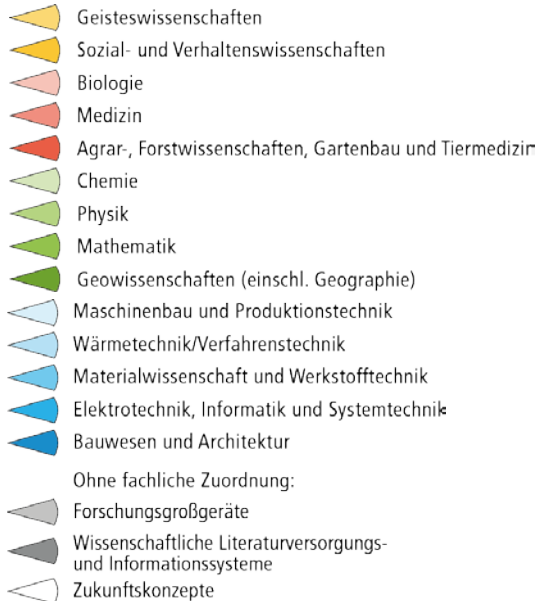 Geisteswissenschaften
Sozial- und Verhaltenswissenschaften
Biologie
Medizin
Agrar-, Forstwissenschaften, Gartenbau und Tiermedizin
Chemie
Physik
Mathematik
Geowissenschaften (einschl. Geographie)
Maschinenbau und Produktionstechnik
Wärmetechnik/Verfahrenstechnik
Materialwissenschaft und Werkstofftechnik
Elektrotechnik, Informatik und Systemtechnik
Bauwesen und Architektur
Ohne fachliche Zuordnung:
Forschungsgroßgeräte
Wissenschaftliche Literaturversorgungs-
und Informationssysteme
Zukunftskonzepte